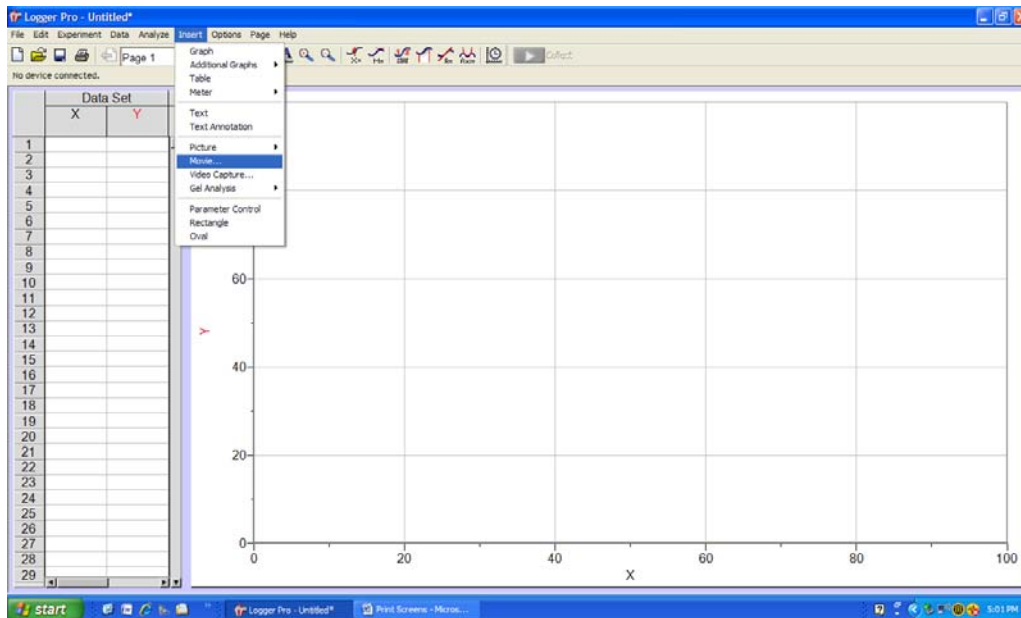 Logger Pro - Untitled*
File Edit Experiment Data Analyze Insert Options Page Help
Page 1
Collect
No device connected.
Graph
Additional Graphs
Table
Meter
Text
Text Annotation
Picture
Movie...
Video Capture...
Gel Analysis
Parameter Control
Rectangle
Oval
Data Set
X Y
1
2
3
4
5
6
7
8
9
10
11
12
13
14
15
16
17
18
19
20
21
22
23
24
25
26
27
28
29
Y
60
40
20
0
0 20 40 60 80 100
X
start
Logger Pro - Untitled*
Print Screens - Micros...
5:01 PM